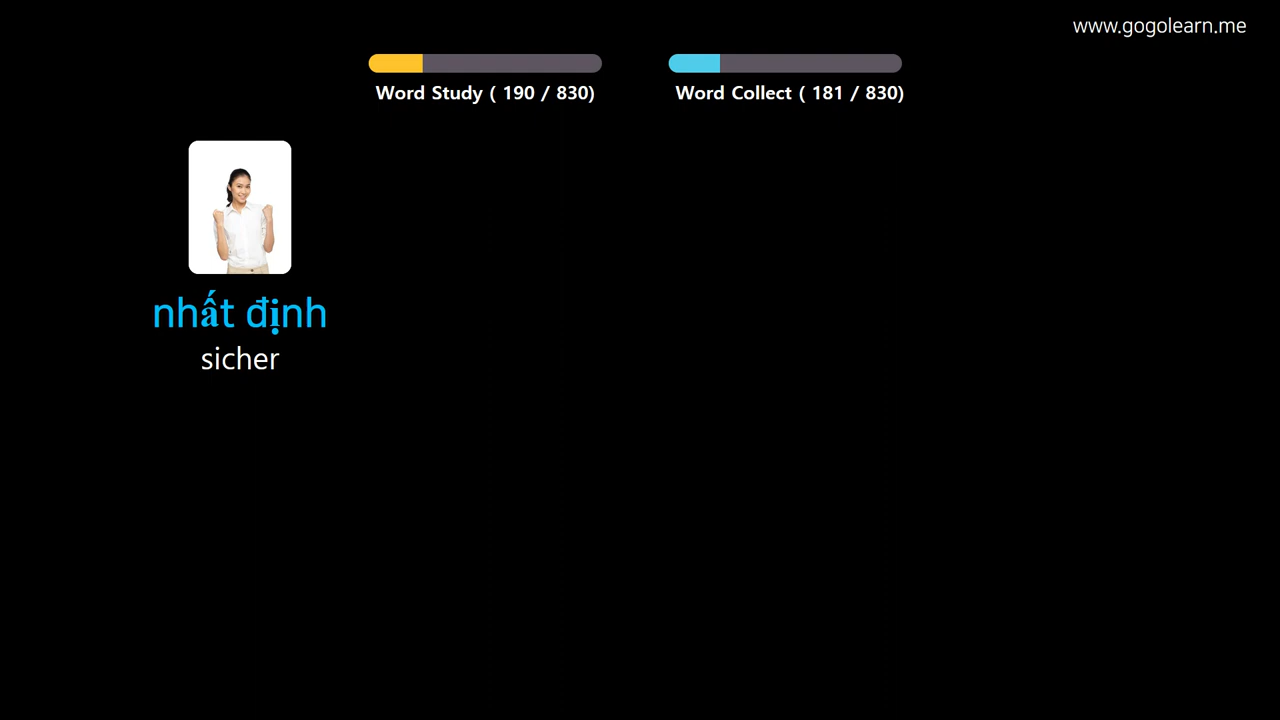 www.gogolearn.me
Word Study ( 190 / 830)
Word Collect ( 181 / 830)
nhất định
sicher